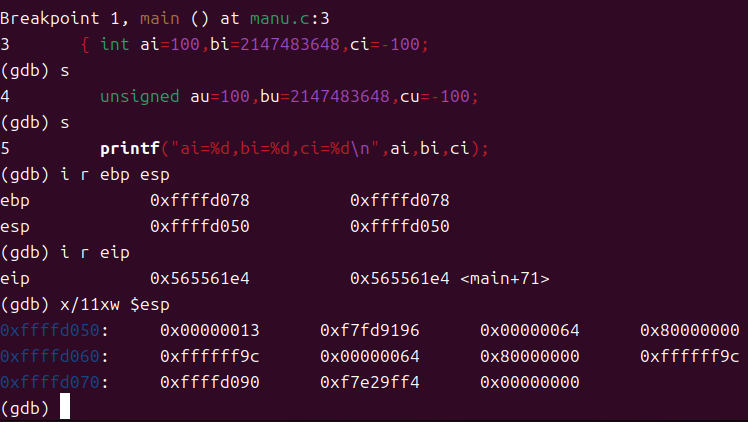 Breakpoint 1, main () at manu.c:3
3       { int ai=100,bi=2147483648,ci=-100;
(gdb) s
4         unsigned au=100,bu=2147483648,cu=-100;
(gdb) s
5         printf("ai=%d,bi=%d,ci=%d\n",ai,bi,ci);
(gdb) i r ebp esp
ebp            0xffffd078          0xffffd078
esp            0xffffd050          0xffffd050
(gdb) i r eip
eip            0x565561e4          0x565561e4 <main+71>
(gdb) x/11xw $esp
0xffffd050:     0x00000013      0xf7fd9196      0x00000064      0x80000000
0xffffd060:     0xffffff9c      0x00000064      0x80000000      0xffffff9c
0xffffd070:     0xffffd090      0xf7e29ff4      0x00000000
(gdb)